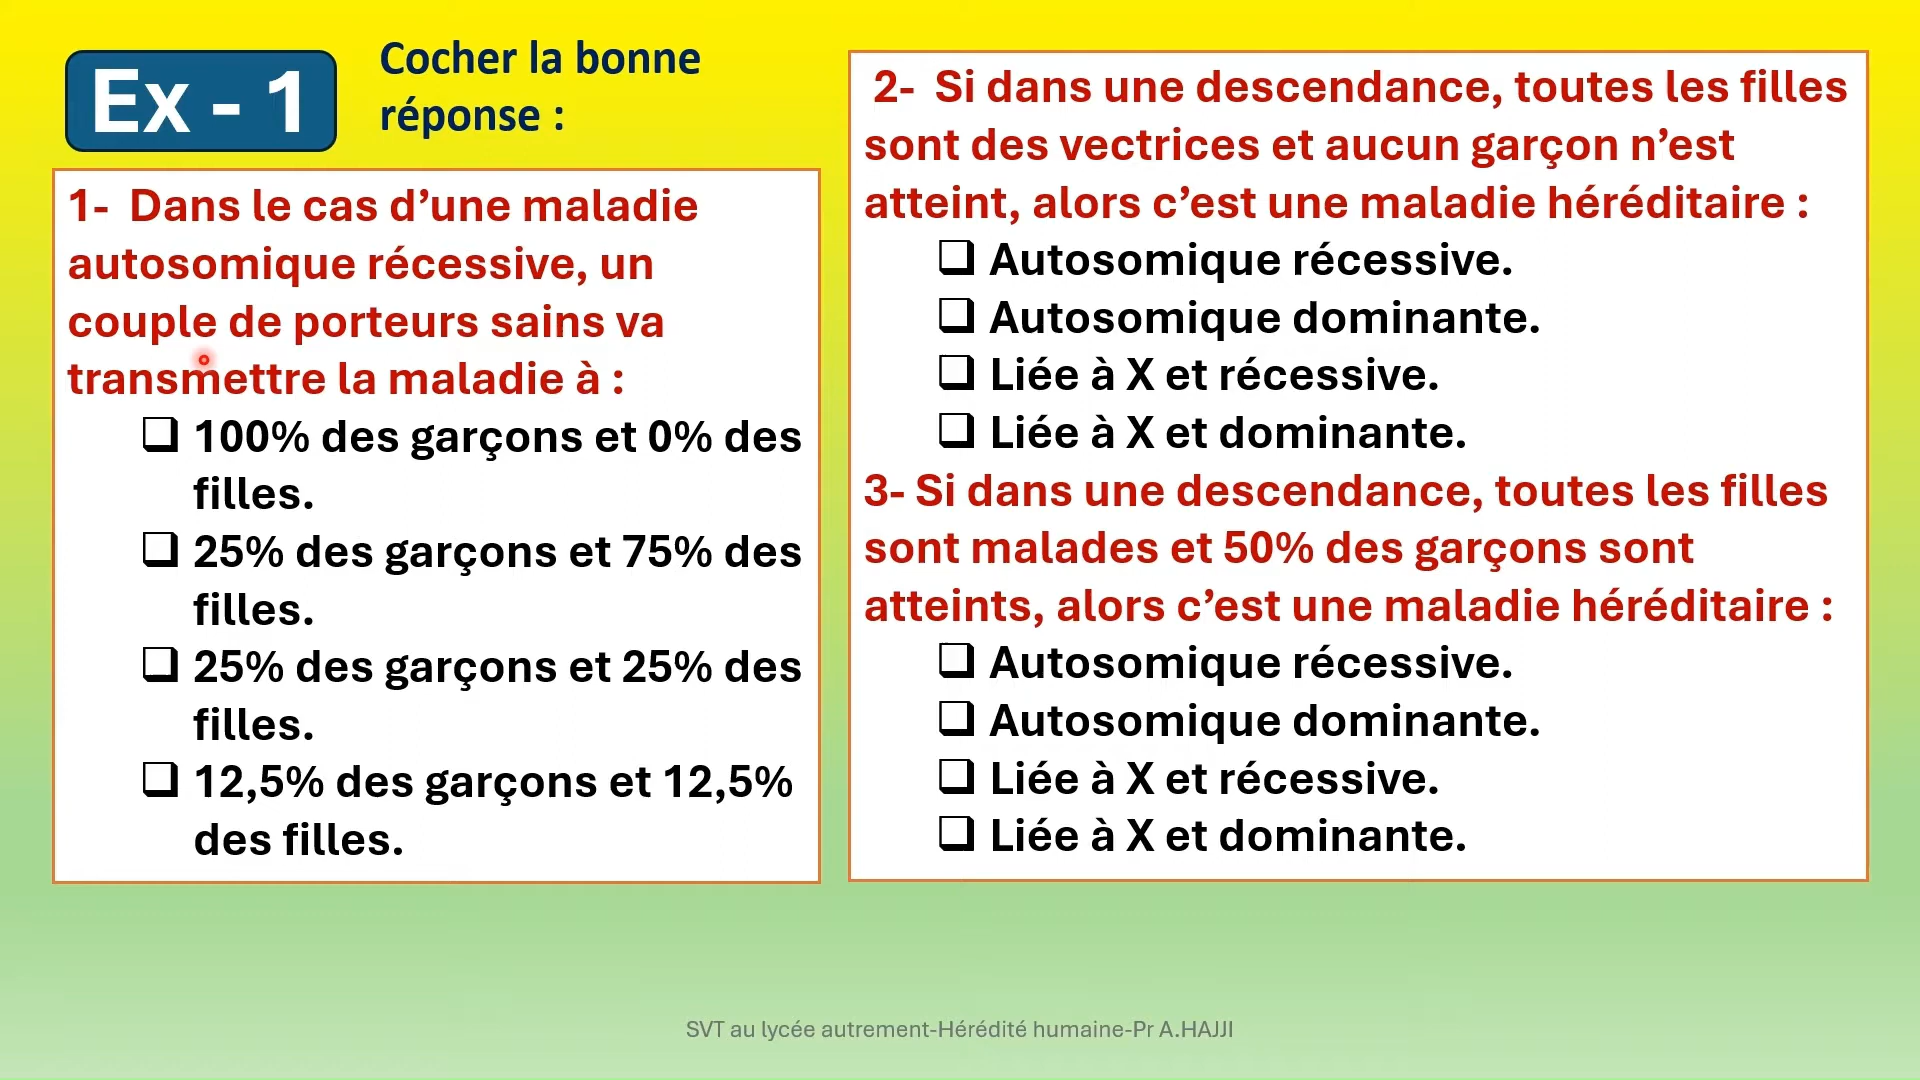 Ex - 1
Cocher la bonne
réponse :
1- Dans le cas d’une maladie
autosomique récessive, un
couple de porteurs sains va
transmettre la maladie à :
❑ 100% des garçons et 0% des
filles.
❑ 25% des garçons et 75% des
filles.
❑ 25% des garçons et 25% des
filles.
❑ 12,5% des garçons et 12,5%
des filles.
2- Si dans une descendance, toutes les filles
sont des vectrices et aucun garçon n’est
atteint, alors c’est une maladie héréditaire :
❑ Autosomique récessive.
❑ Autosomique dominante.
❑ Liée à X et récessive.
❑ Liée à X et dominante.
3- Si dans une descendance, toutes les filles
sont malades et 50% des garçons sont
atteints, alors c’est une maladie héréditaire :
❑ Autosomique récessive.
❑ Autosomique dominante.
❑ Liée à X et récessive.
❑ Liée à X et dominante.
SVT au lycée autrement-Hérédité humaine-Pr A.HAJJI